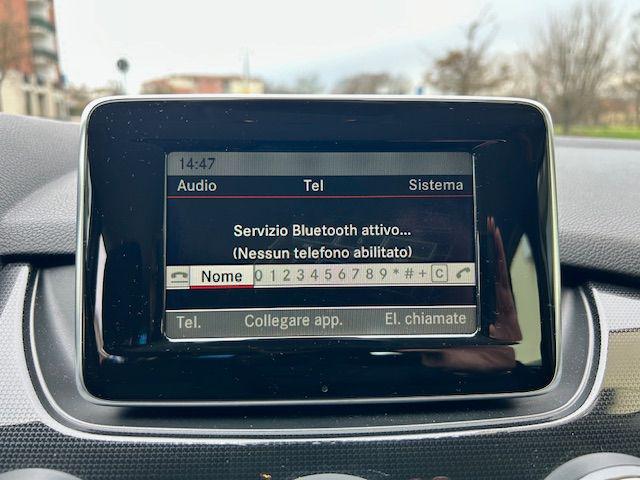 14:47
Audio Tel Sistema
Servizio Bluetooth attivo...
(Nessun telefono abilitato)
Nome 0 1 2 3 4 5 6 7 8 9 * # + C
Tel. Collegare app. El. chiamate